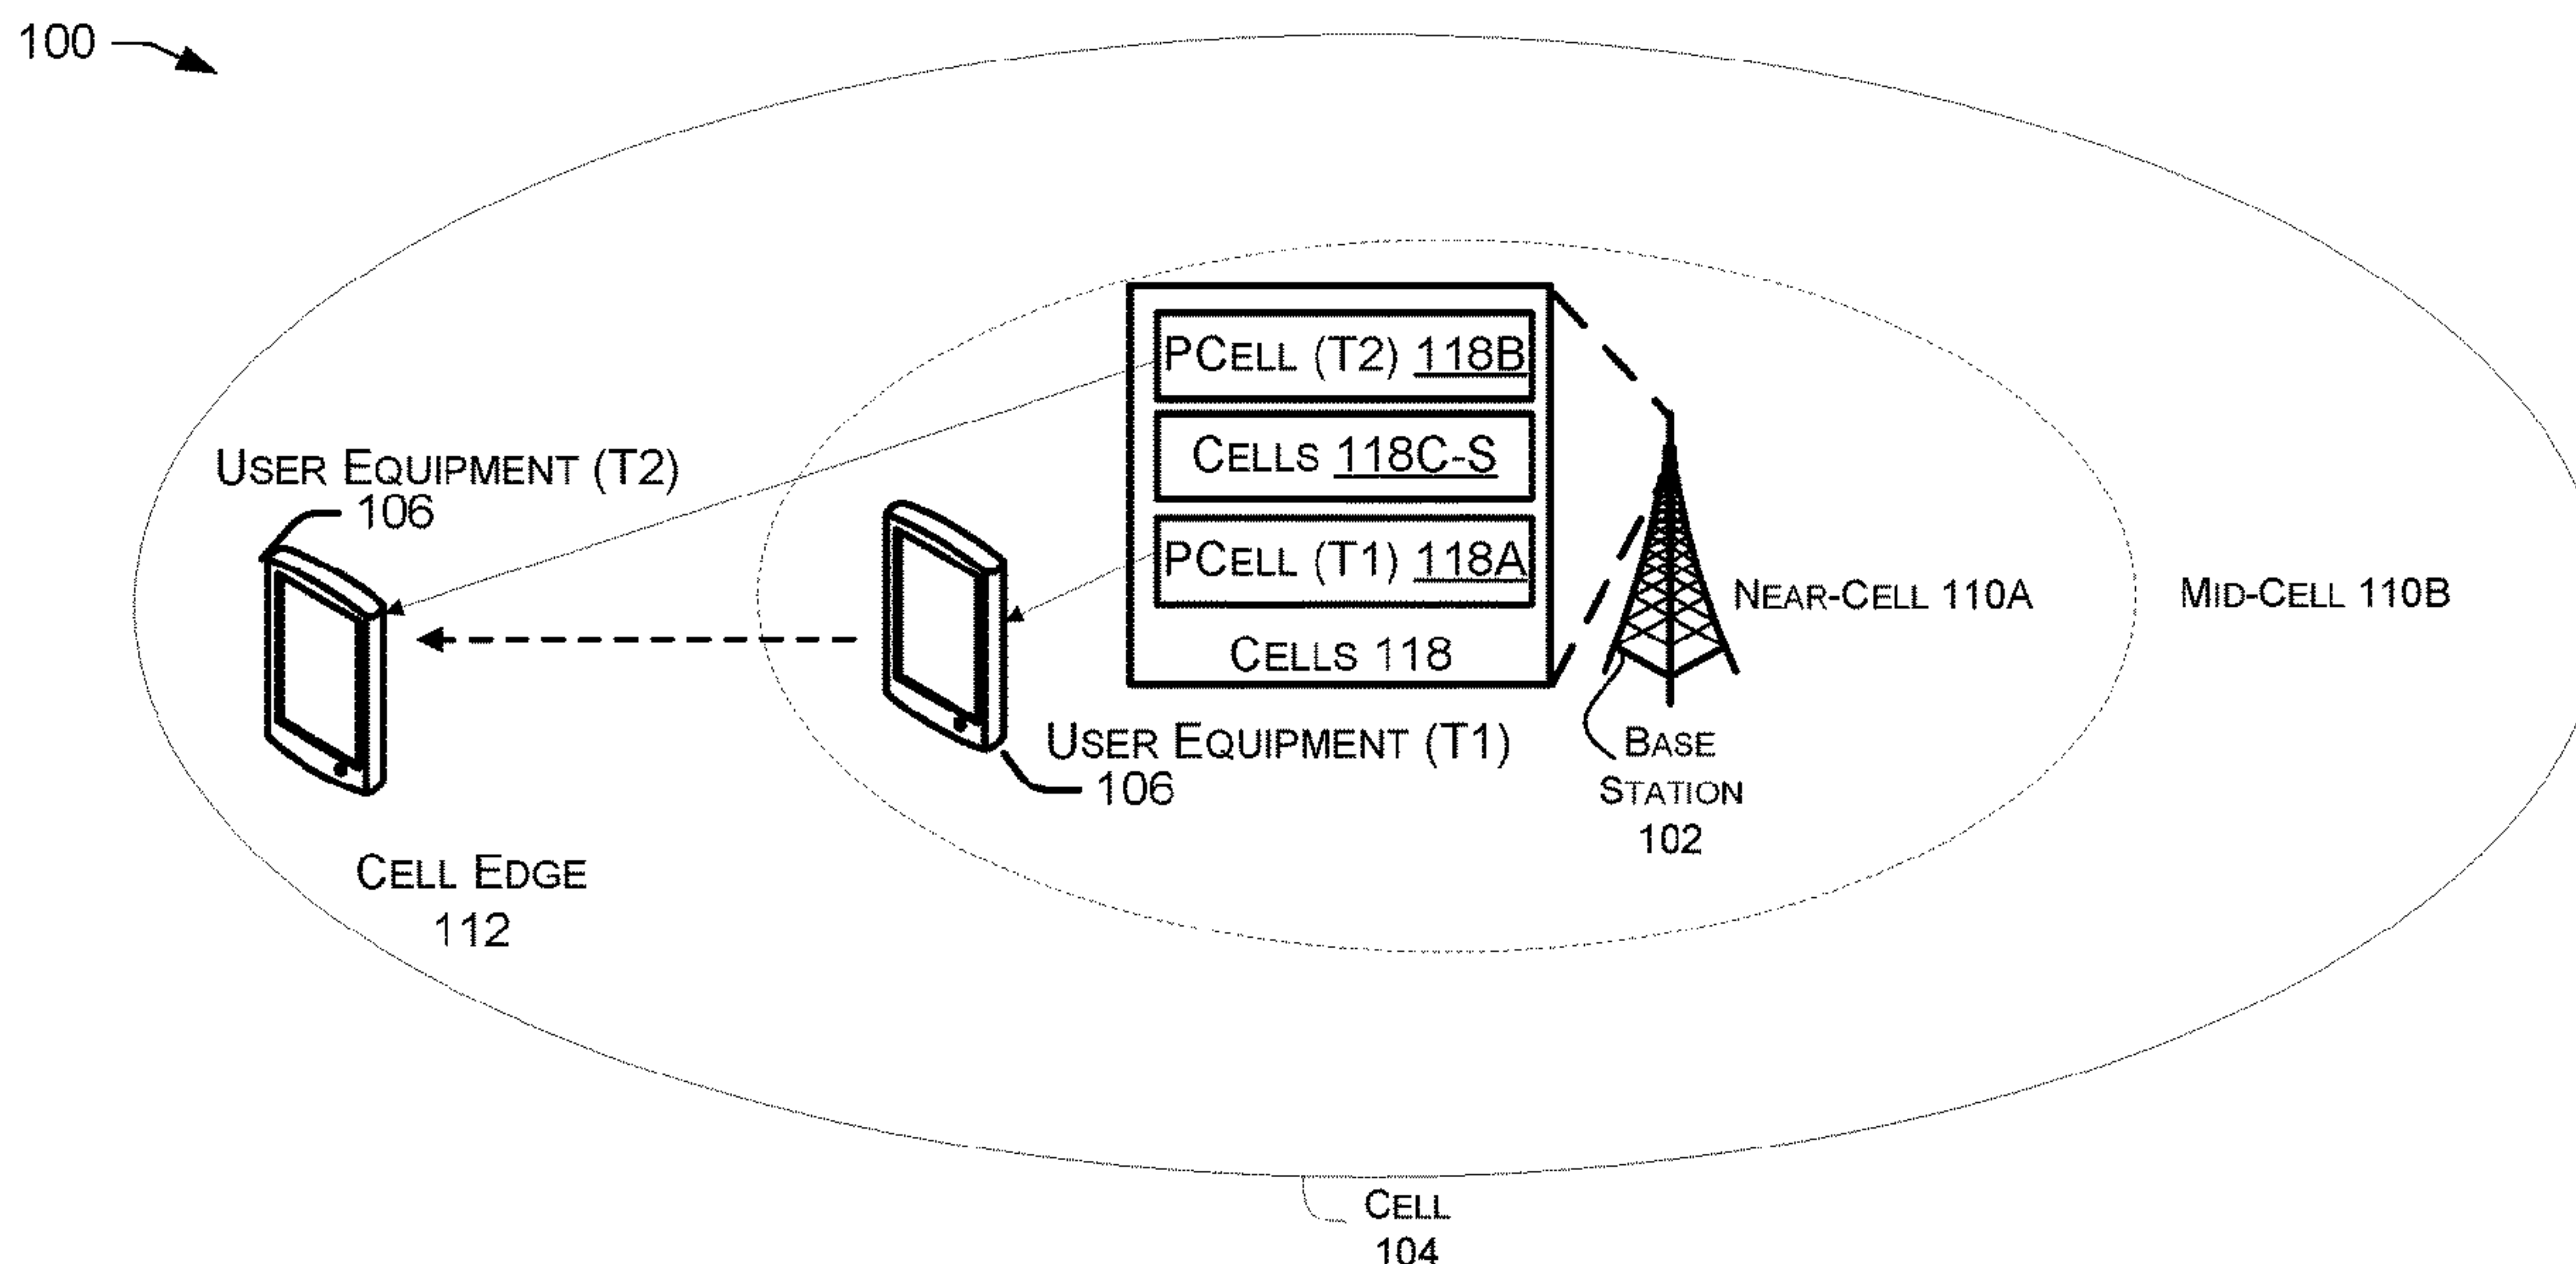 100
PCELL (T2) 118B
CELLS 118C-S
PCELL (T1) 118A
CELLS 118
USER EQUIPMENT (T2)
106
USER EQUIPMENT (T1)
106
NEAR-CELL 110A
MID-CELL 110B
BASE
STATION
102
CELL EDGE
112
CELL
104